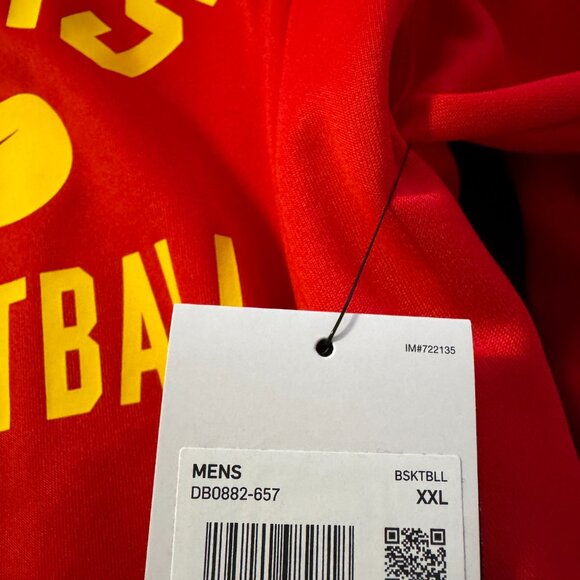 TBALL
IM#722135
MENS
BSKTBLL
DB0882-657
XXL